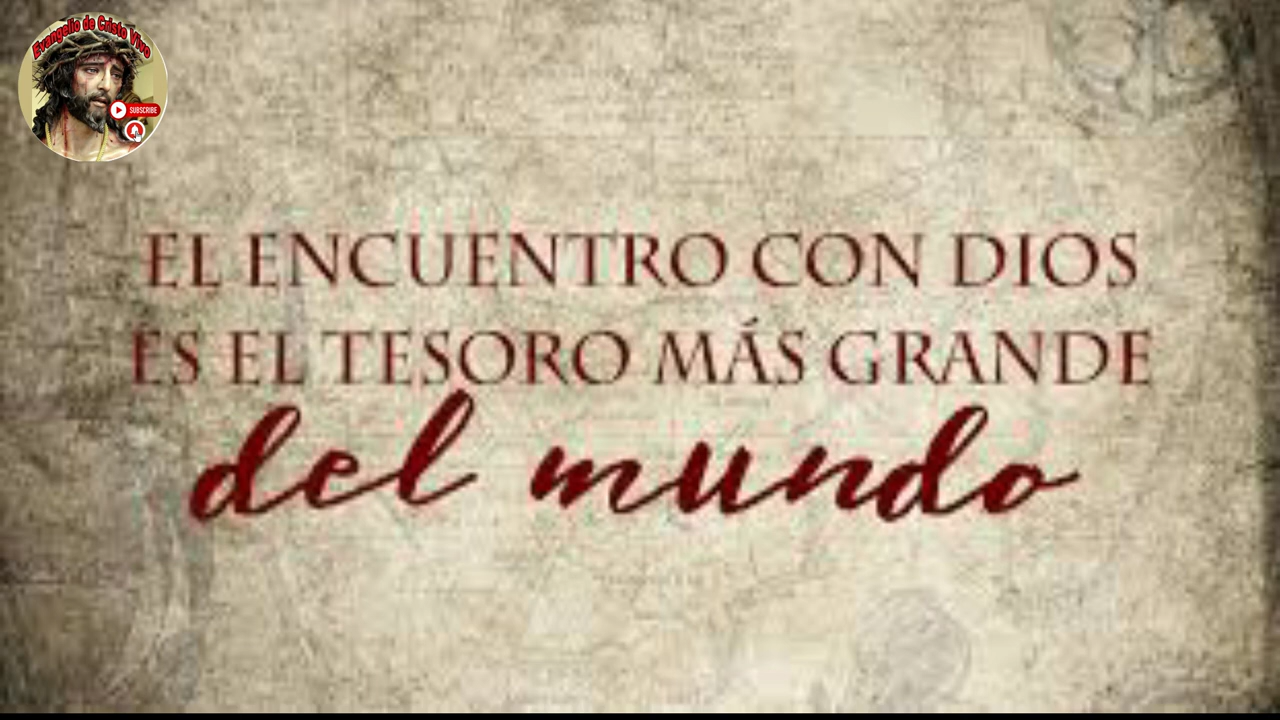 Evangelio de Cristo Vivo
SUBSCRIBE
EL ENCUENTRO CON DIOS
ES EL TESORO MÁS GRANDE
del mundo